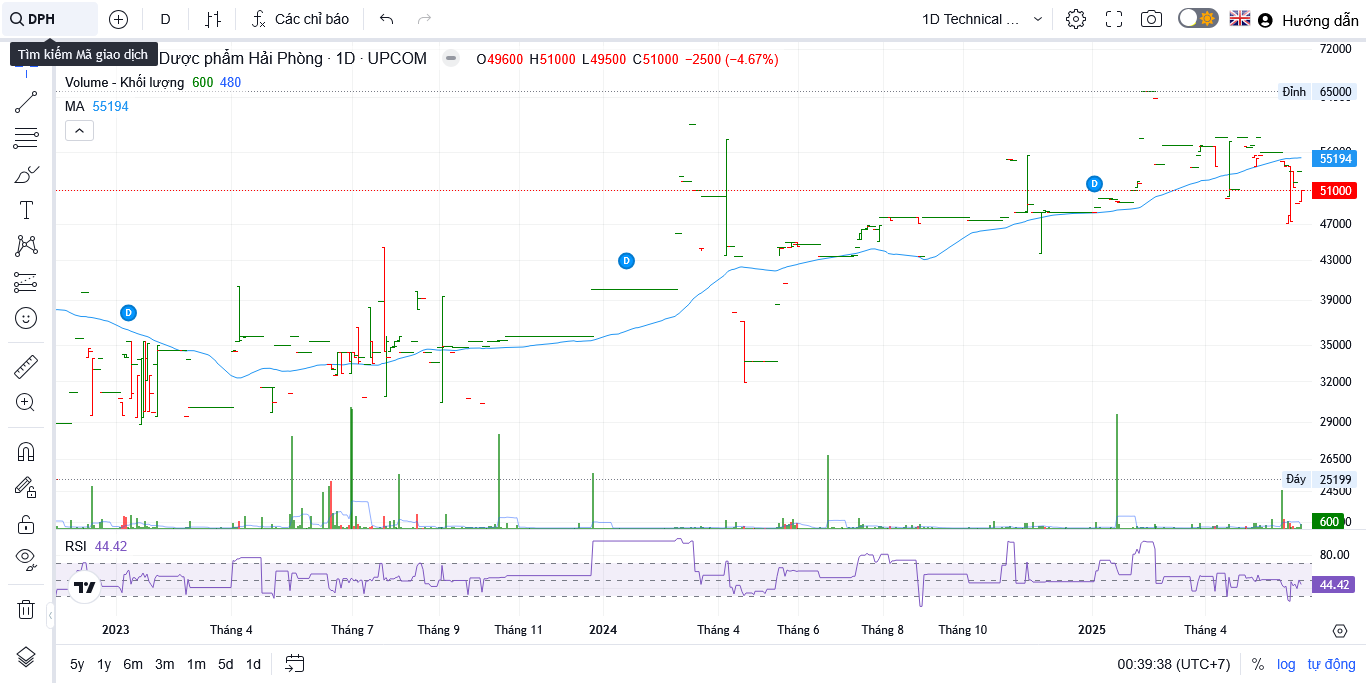 DPH
D
Các chỉ báo
1D Technical ...
Hướng dẫn
Tìm kiếm Mã giao dịch
Dược phẩm Hải Phòng · 1D · UPCOM
O49600 H51000 L49500 C51000 −2500 (−4.67%)
Volume - Khối lượng 600 480
MA 55194
72000
Đỉnh 65000
55194
51000
47000
43000
39000
35000
32000
29000
26500
Đáy 25199
24500
600
D
D
D
RSI 44.42
80.00
44.42
2023
Tháng 4
Tháng 7
Tháng 9
Tháng 11
2024
Tháng 4
Tháng 6
Tháng 8
Tháng 10
2025
Tháng 4
5y 1y 6m 3m 1m 5d 1d
00:39:38 (UTC+7)
% log tự động